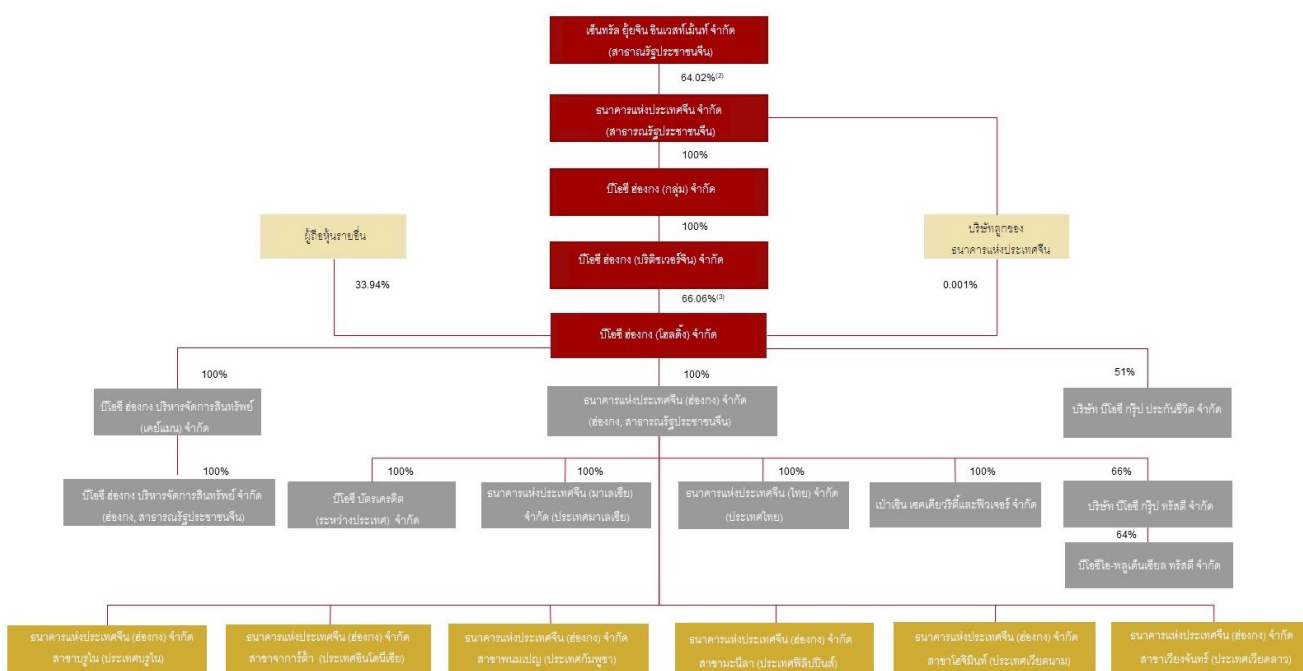 เซ็นทรัล ยุ้ยจิน อินเวสท์เม้นท์ จำกัด
(สาธาณรัฐประชาชนจีน)
64.02%(2)
ธนาคารแห่งประเทศจีน จำกัด
(สาธารณรัฐประชาชนจีน)
100%
บีโอซี ฮ่องกง (กลุ่ม) จำกัด
100%
ผู้ถือหุ้นรายอื่น
บริษัทลูกของ
ธนาคารแห่งประเทศจีน
บีโอซี ฮ่องกง (บริติชเวอร์จิน) จำกัด
33.94%
66.06%(3)
0.001%
บีโอซี ฮ่องกง (โฮลดิ้ง) จำกัด
100%
100%
51%
บีโอซี ฮ่องกง บริหารจัดการสินทรัพย์
(เคย์แมน) จำกัด
ธนาคารแห่งประเทศจีน (ฮ่องกง) จำกัด
(ฮ่องกง, สาธารณรัฐประชาชนจีน)
บริษัท บีโอซี กรุ๊ป ประกันชีวิต จำกัด
100%
100%
100%
100%
100%
66%
บีโอซี ฮ่องกง บริหารจัดการสินทรัพย์ จำกัด
(ฮ่องกง, สาธารณรัฐประชาชนจีน)
บีโอซี บัตรเครดิต
(ระหว่างประเทศ) จำกัด
ธนาคารแห่งประเทศจีน (มาเลเซีย)
จำกัด (ประเทศมาเลเซีย)
ธนาคารแห่งประเทศจีน (ไทย) จำกัด
(ประเทศไทย)
เป่าเซิน เซคเคียวริตี้และฟิวเจอร์ จำกัด
บริษัท บีโอซี กรุ๊ป ทรัสตี จำกัด
64%
บีโอซีไอ-พลูเด็นเชียล ทรัสตี จำกัด
ธนาคารแห่งประเทศจีน (ฮ่องกง) จำกัด
สาขาบรูไน (ประเทศบรูไน)
ธนาคารแห่งประเทศจีน (ฮ่องกง) จำกัด
สาขาจาการ์ต้า (ประเทศอินโดนีเซีย)
ธนาคารแห่งประเทศจีน (ฮ่องกง) จำกัด
สาขาพนมเปญ (ประเทศกัมพูชา)
ธนาคารแห่งประเทศจีน (ฮ่องกง) จำกัด
สาขามะนิลา (ประเทศฟิลิปปินส์)
ธนาคารแห่งประเทศจีน (ฮ่องกง) จำกัด
สาขาโฮจิมินท์ (ประเทศเวียดนาม)
ธนาคารแห่งประเทศจีน (ฮ่องกง) จำกัด
สาขาเวียงจันทร์ (ประเทศลาว)